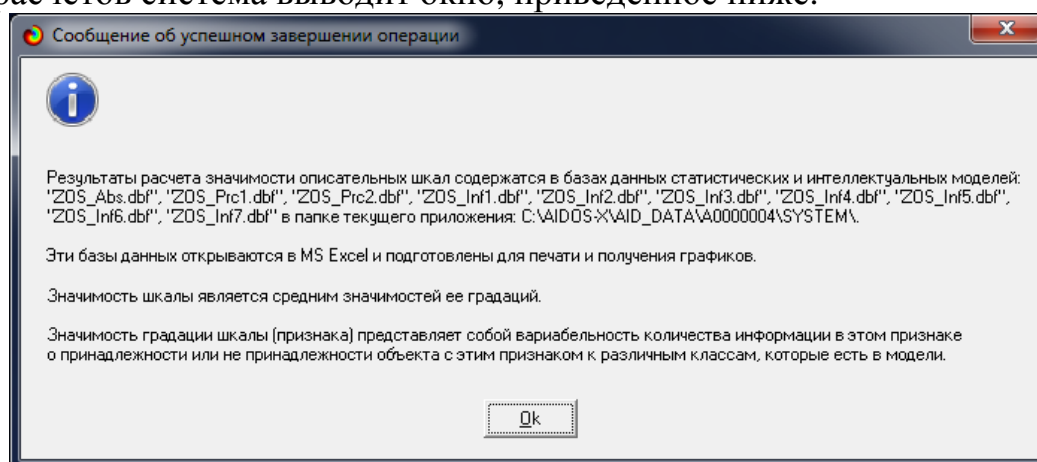 расчетов система выводит окно, приведенное ниже.
Сообщение об успешном завершении операции
Результаты расчета значимости описательных шкал содержатся в базах данных статистических и интеллектуальных моделей:
"ZOS_Abs.dbf", "ZOS_Prc1.dbf", "ZOS_Prc2.dbf", "ZOS_Inf1.dbf", "ZOS_Inf2.dbf", "ZOS_Inf3.dbf", "ZOS_Inf4.dbf", "ZOS_Inf5.dbf",
"ZOS_Inf6.dbf", "ZOS_Inf7.dbf" в папке текущего приложения: C:\AIDOS-X\AID_DATA\A0000004\SYSTEM\.
Эти базы данных открываются в MS Excel и подготовлены для печати и получения графиков.
Значимость шкалы является средним значимостей ее градаций.
Значимость градации шкалы (признака) представляет собой вариабельность количества информации в этом признаке
о принадлежности или не принадлежности объекта с этим признаком к различным классам, которые есть в модели.
Ok